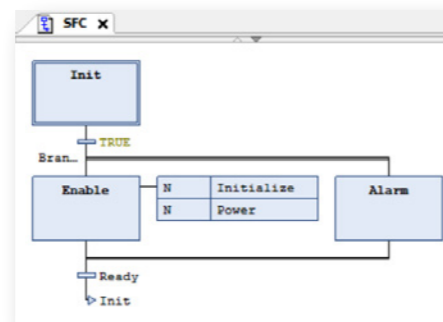 SFC
Init
TRUE
Bran...
Enable
N Initialize
N Power
Alarm
Ready
Init